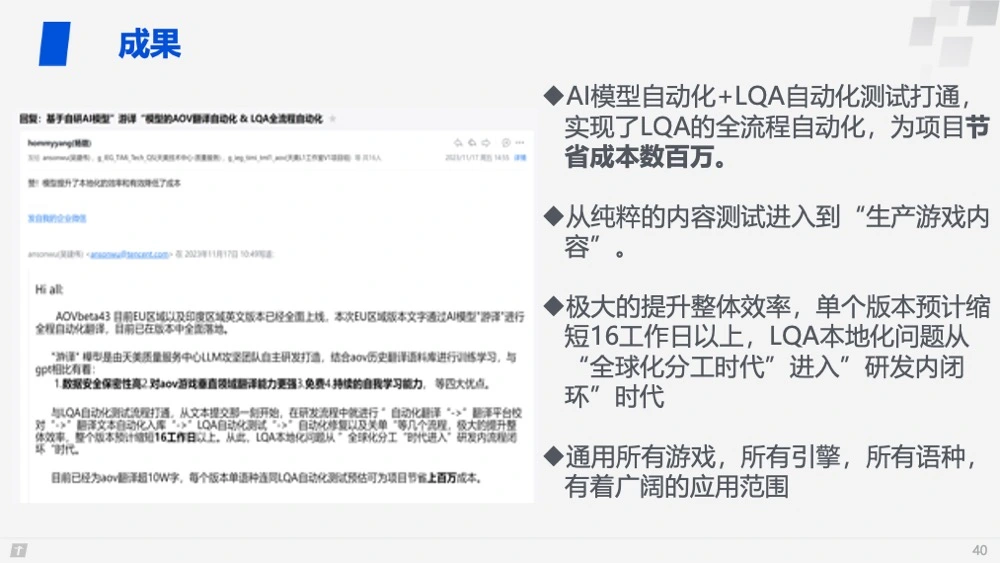 成果
回复：基于自研AI模型”游译“模型的AOV翻译自动化 & LQA全流程自动化
hommyyang(杨晓)
2023/11/17 周五 14:55 详情
赞！模型提升了本地化的效率和有效降低了成本
发自我的企业微信
ansonwu(吴建伟) <ansonwu@tencent.com> 在 2023年11月17日 10:49写道:
Hi all:
AOVbeta43 目前EU区域以及印度区域英文版本已经全面上线，本次EU区域版本文字通过AI模型"游译"进行
全程自动化翻译，目前已在版本中全面落地。
"游译" 模型是由天美质量服务中心LLM攻坚团队自主研发打造，结合aov历史翻译语料库进行训练学习，与
gpt相比有着：
1.数据安全保密性高2.对aov游戏垂直领域翻译能力更强3.免费4.持续的自我学习能力，等四大优点。
与LQA自动化测试流程打通，从文本提交那一刻开始，在研发流程中就进行 " 自动化翻译 "->" 翻译平台校
对 "->" 翻译文本自动化入库 "->" LQA自动化测试 "->" 自动化修复以及关单 "等几个流程，极大的提升整
体效率，整个版本预计缩短16工作日以上。从此，LQA本地化问题从 " 全球化分工 "时代进入" 研发内流程闭
环 "时代。
目前已经为aov翻译超10W字，每个版本单语种连同LQA自动化测试预估可为项目节省上百万成本。
◆AI模型自动化+LQA自动化测试打通，
实现了LQA的全流程自动化，为项目节
省成本数百万。
◆从纯粹的内容测试进入到“生产游戏内
容”。
◆极大的提升整体效率，单个版本预计缩
短16工作日以上，LQA本地化问题从
“全球化分工时代”进入”研发内闭
环”时代
◆通用所有游戏，所有引擎，所有语种，
有着广阔的应用范围
T
40